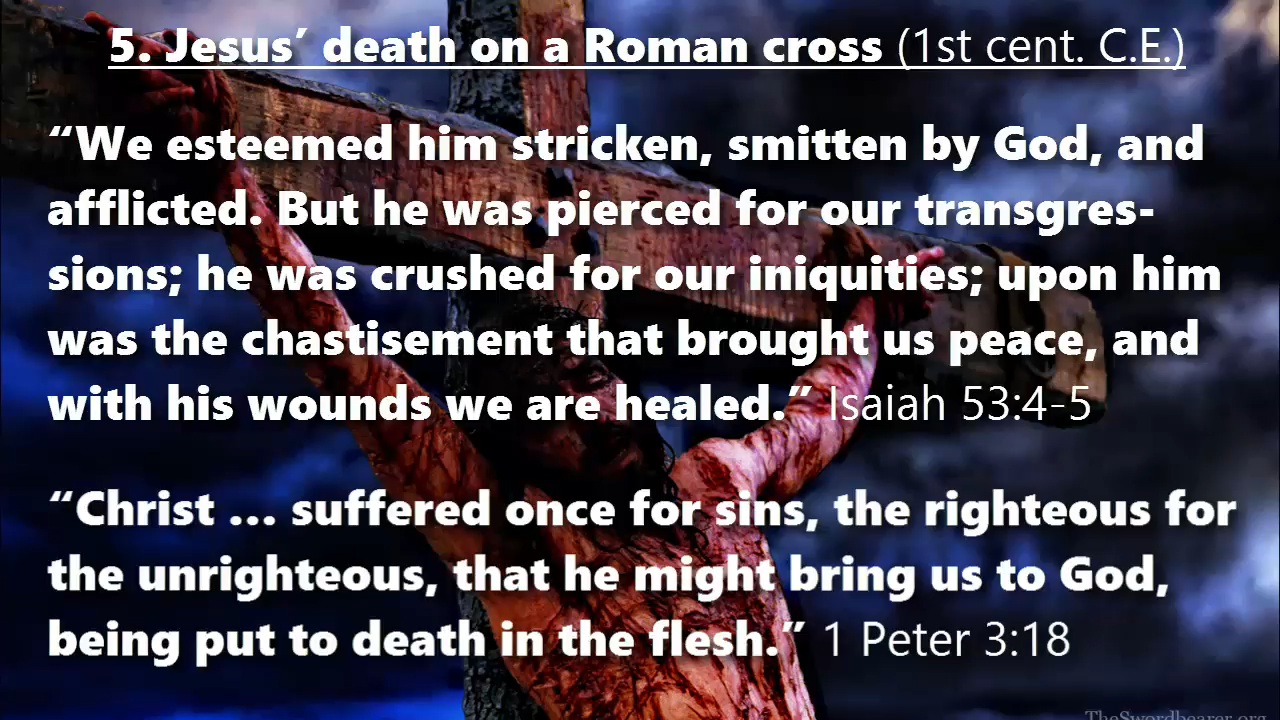 5. Jesus’ death on a Roman cross (1st cent. C.E.)
“We esteemed him stricken, smitten by God, and
afflicted. But he was pierced for our transgres-
sions; he was crushed for our iniquities; upon him
was the chastisement that brought us peace, and
with his wounds we are healed.” Isaiah 53:4-5
“Christ ... suffered once for sins, the righteous for
the unrighteous, that he might bring us to God,
being put to death in the flesh.” 1 Peter 3:18
TheSwordbearer.org